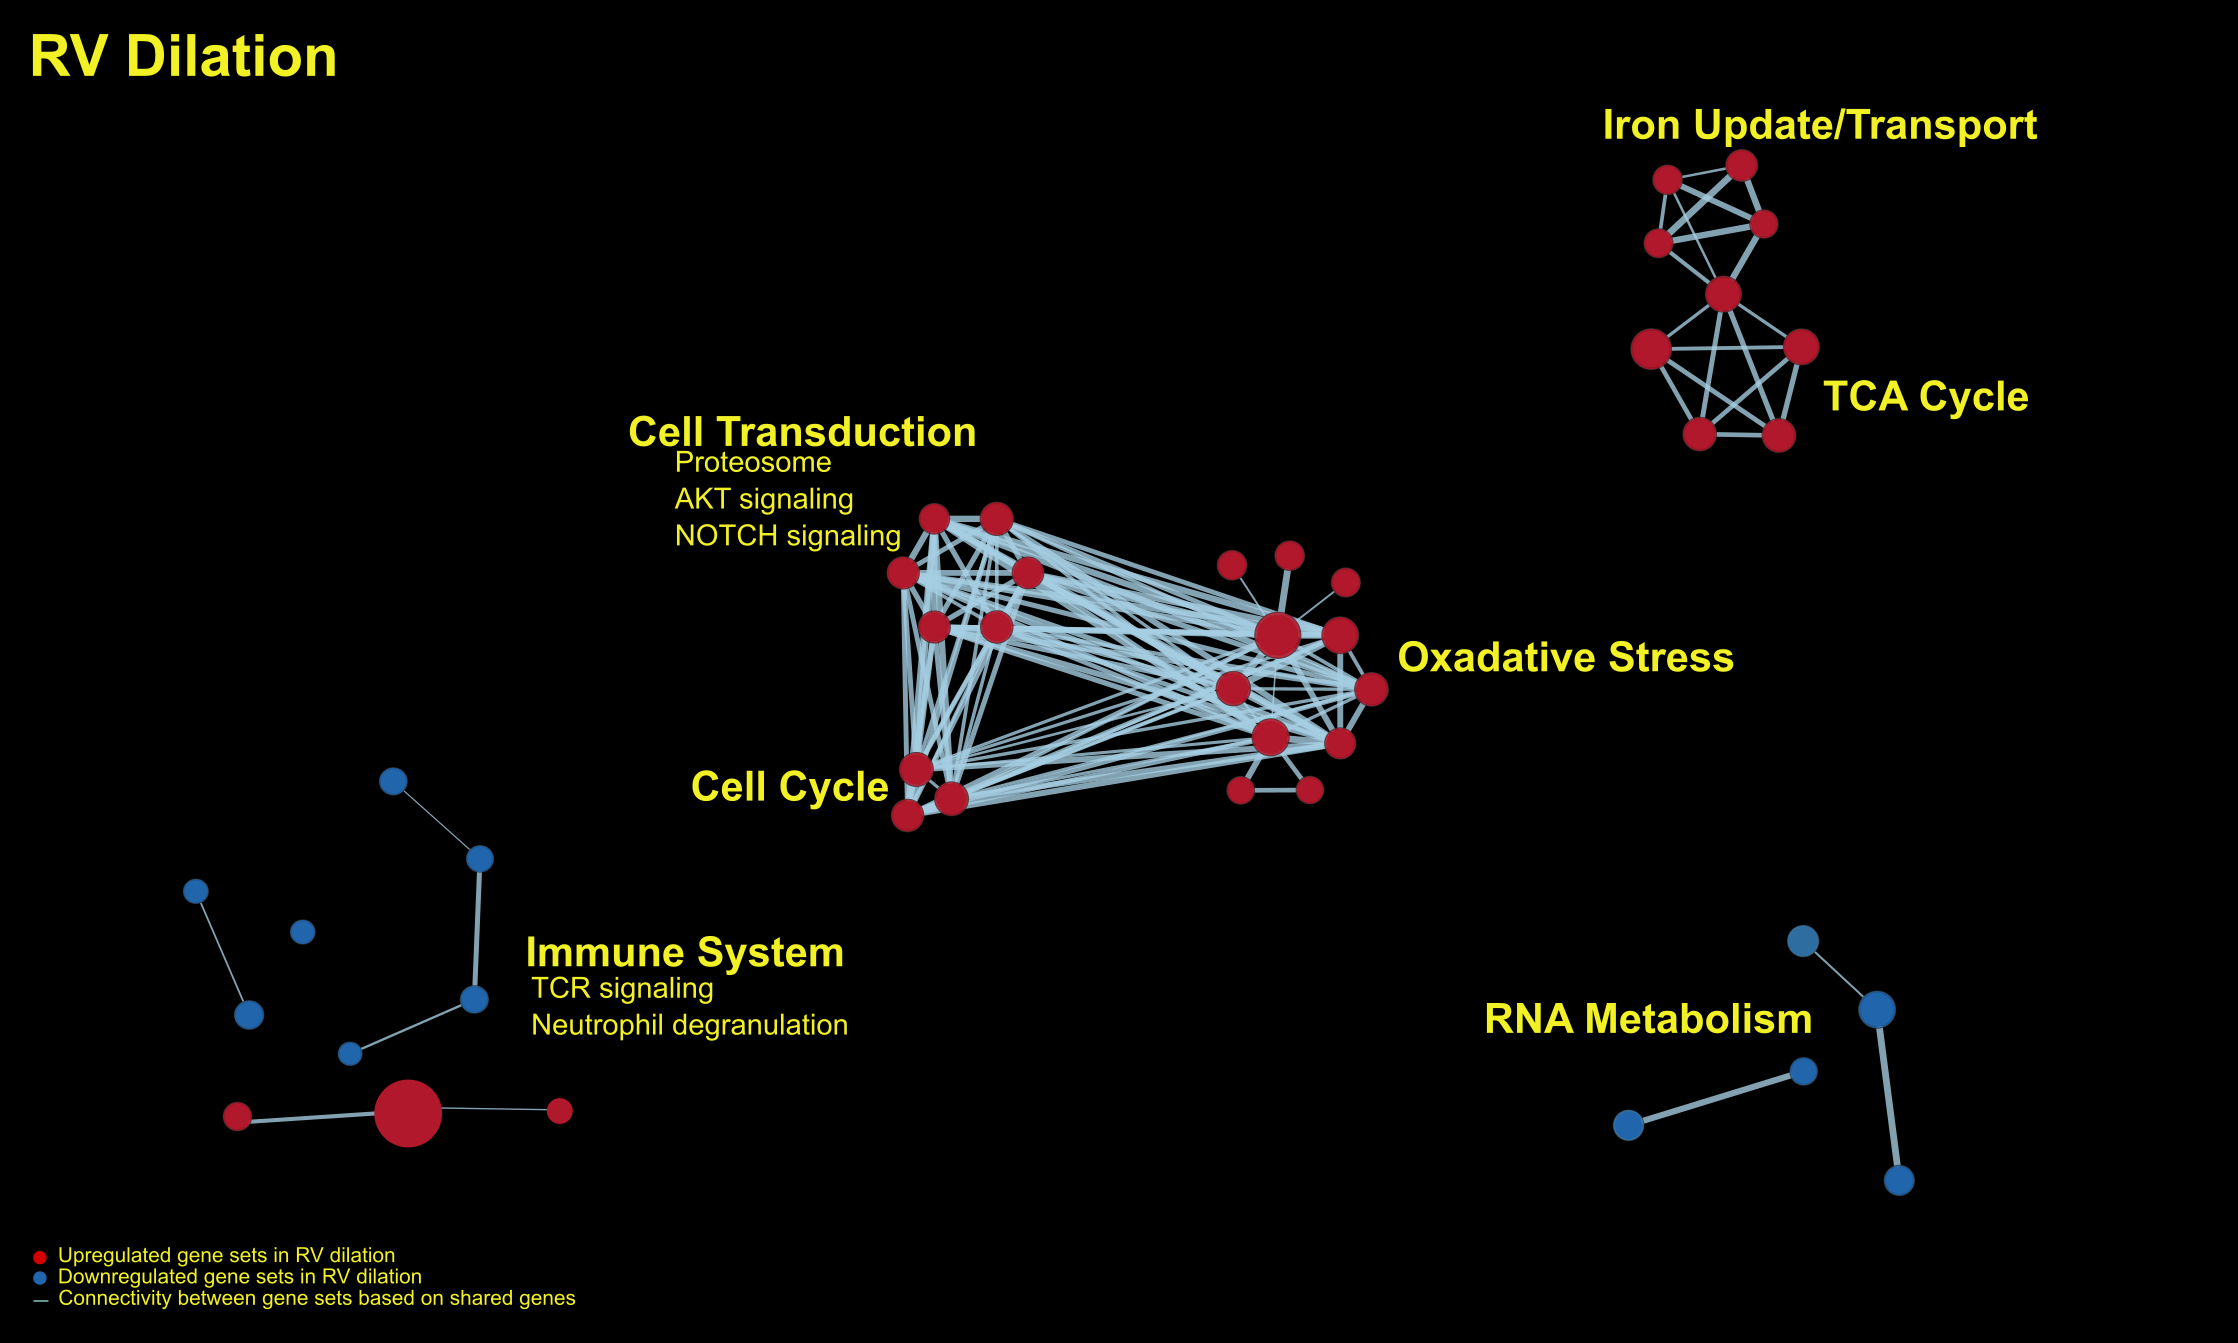 RV Dilation
Iron Update/Transport
TCA Cycle
Cell Transduction
Proteosome
AKT signaling
NOTCH signaling
Oxadative Stress
Cell Cycle
Immune System
TCR signaling
Neutrophil degranulation
RNA Metabolism
Upregulated gene sets in RV dilation
Downregulated gene sets in RV dilation
Connectivity between gene sets based on shared genes